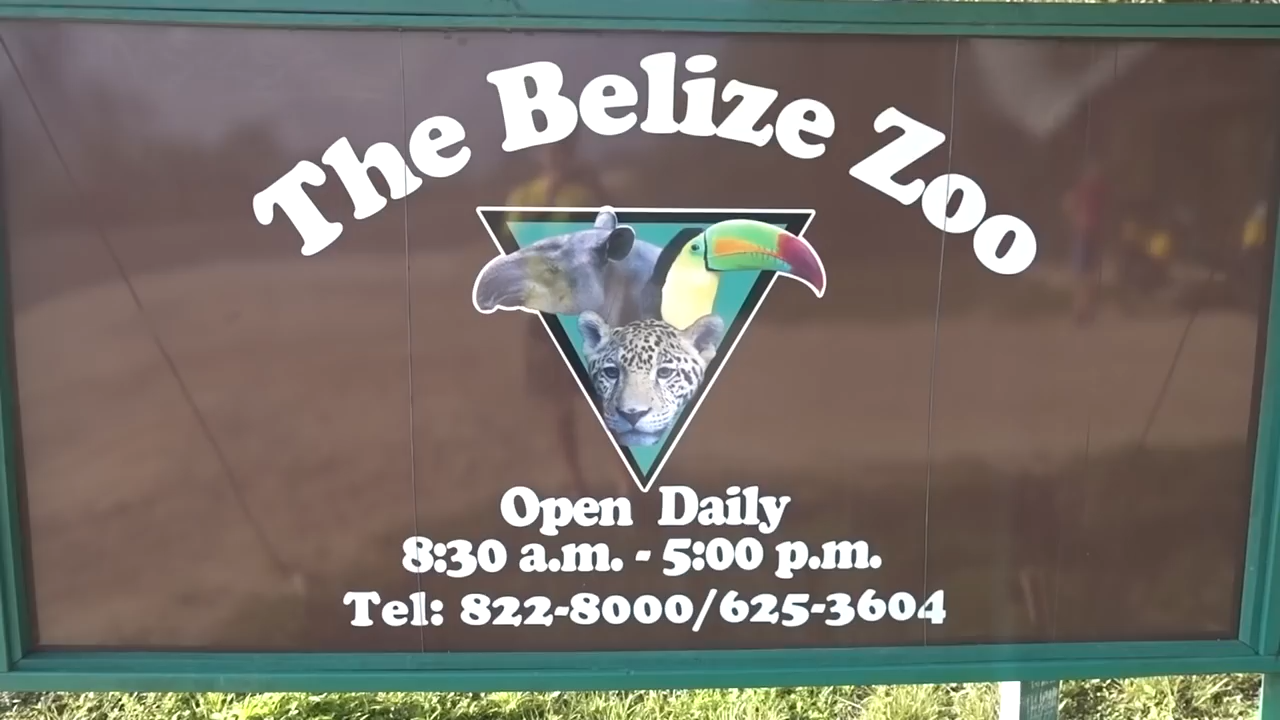 The Belize Zoo
Open Daily
8:30 a.m. - 5:00 p.m.
Tel: 822-8000/625-3604